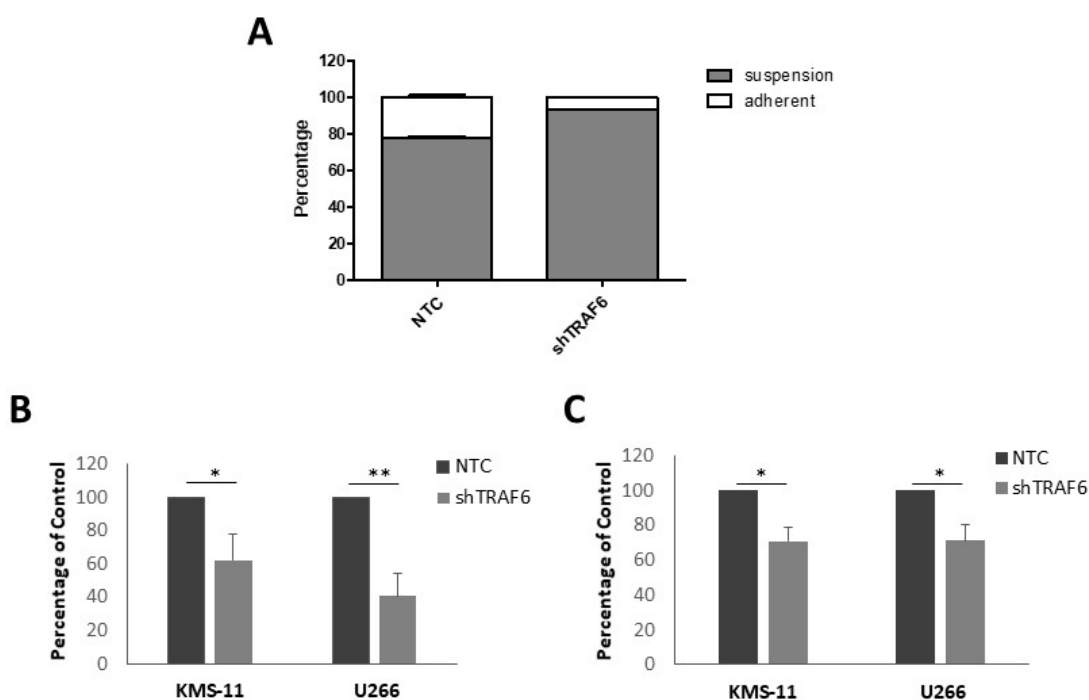 A
120
100
80
60
40
20
0
Percentage
suspension
adherent
NTC
shTRAF6
B
120
100
80
60
40
20
0
Percentage of Control
*
**
NTC
shTRAF6
KMS-11
U266
C
120
100
80
60
40
20
0
Percentage of Control
*
*
NTC
shTRAF6
KMS-11
U266